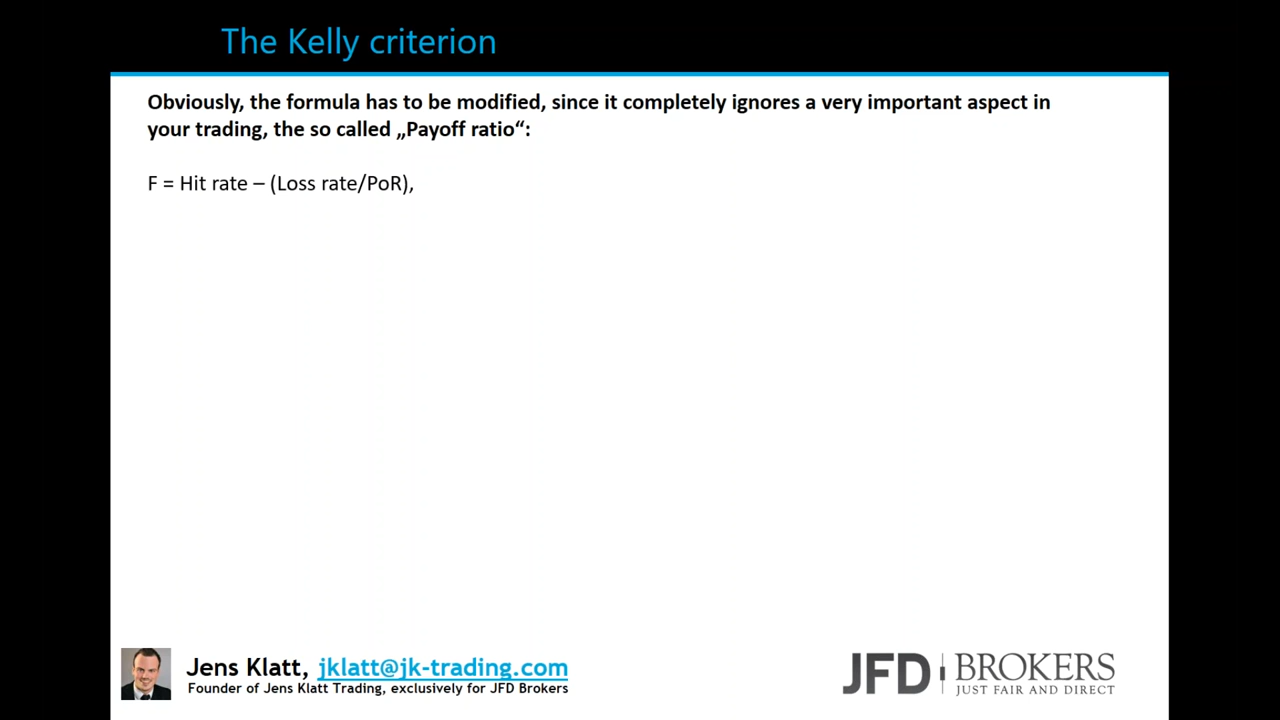 The Kelly criterion
Obviously, the formula has to be modified, since it completely ignores a very important aspect in
your trading, the so called „Payoff ratio“:
F = Hit rate – (Loss rate/PoR),
Jens Klatt, jklatt@jk-trading.com
Founder of Jens Klatt Trading, exclusively for JFD Brokers
JFD BROKERS
JUST FAIR AND DIRECT